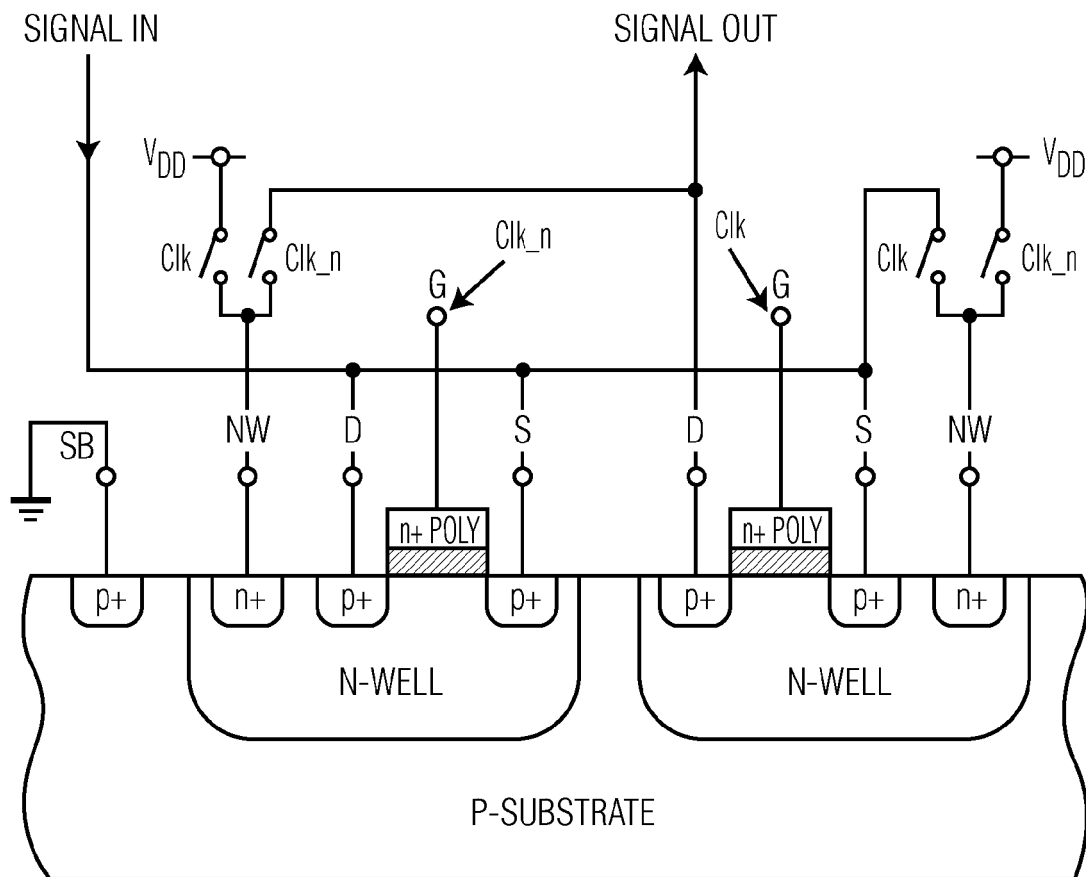 SIGNAL IN
SIGNAL OUT
VDD
VDD
Clk
Clk_n
Clk_n
Clk
Clk
Clk_n
G
G
SB
NW
D
S
D
S
NW
n+ POLY
n+ POLY
p+
n+
p+
p+
p+
p+
n+
N-WELL
N-WELL
P-SUBSTRATE